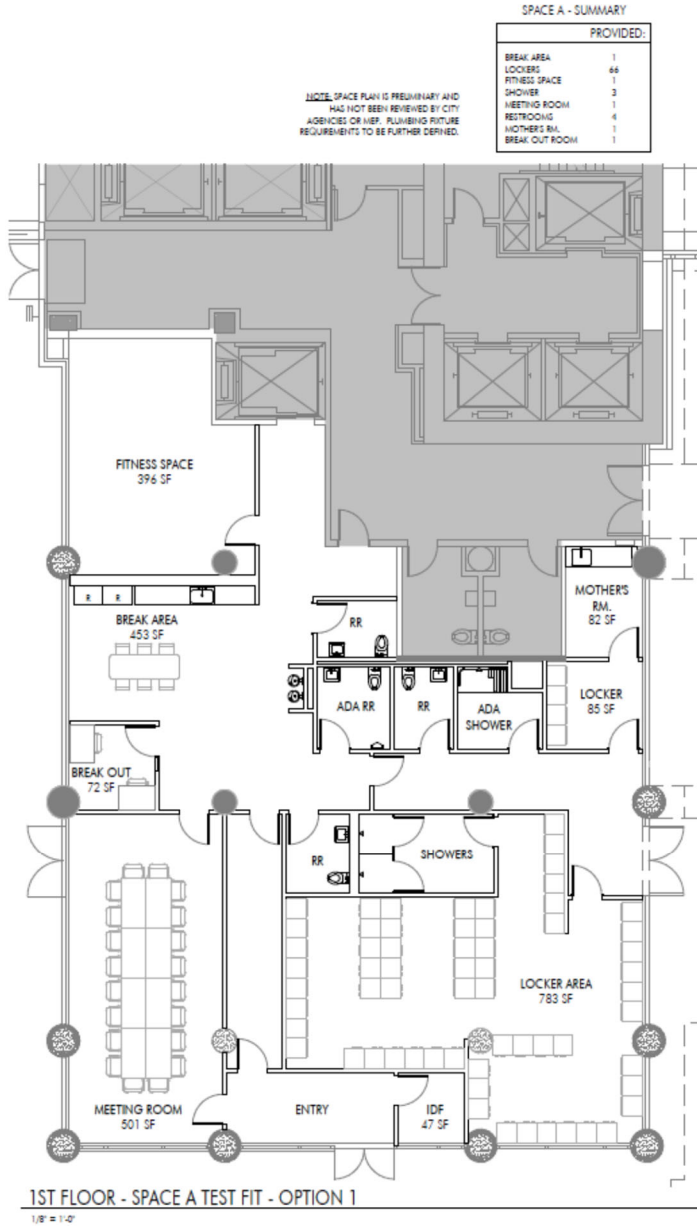 SPACE A - SUMMARY
PROVIDED:
BREAK AREA 1
LOCKERS 66
FITNESS SPACE 1
SHOWER 3
MEETING ROOM 1
RESTROOMS 4
MOTHER'S RM. 1
BREAK OUT ROOM 1
NOTE: SPACE PLAN IS PRELIMINARY AND
HAS NOT BEEN REVIEWED BY CITY
AGENCIES OR MEP. PLUMBING FIXTURE
REQUIREMENTS TO BE FURTHER DEFINED.
FITNESS SPACE
396 SF
R R
BREAK AREA
453 SF
RR
MOTHER'S
RM.
82 SF
ADA RR
RR
ADA
SHOWER
LOCKER
85 SF
BREAK OUT
72 SF
RR
SHOWERS
LOCKER AREA
783 SF
MEETING ROOM
501 SF
ENTRY
IDF
47 SF
1ST FLOOR - SPACE A TEST FIT - OPTION 1
1/8" = 1'-0"